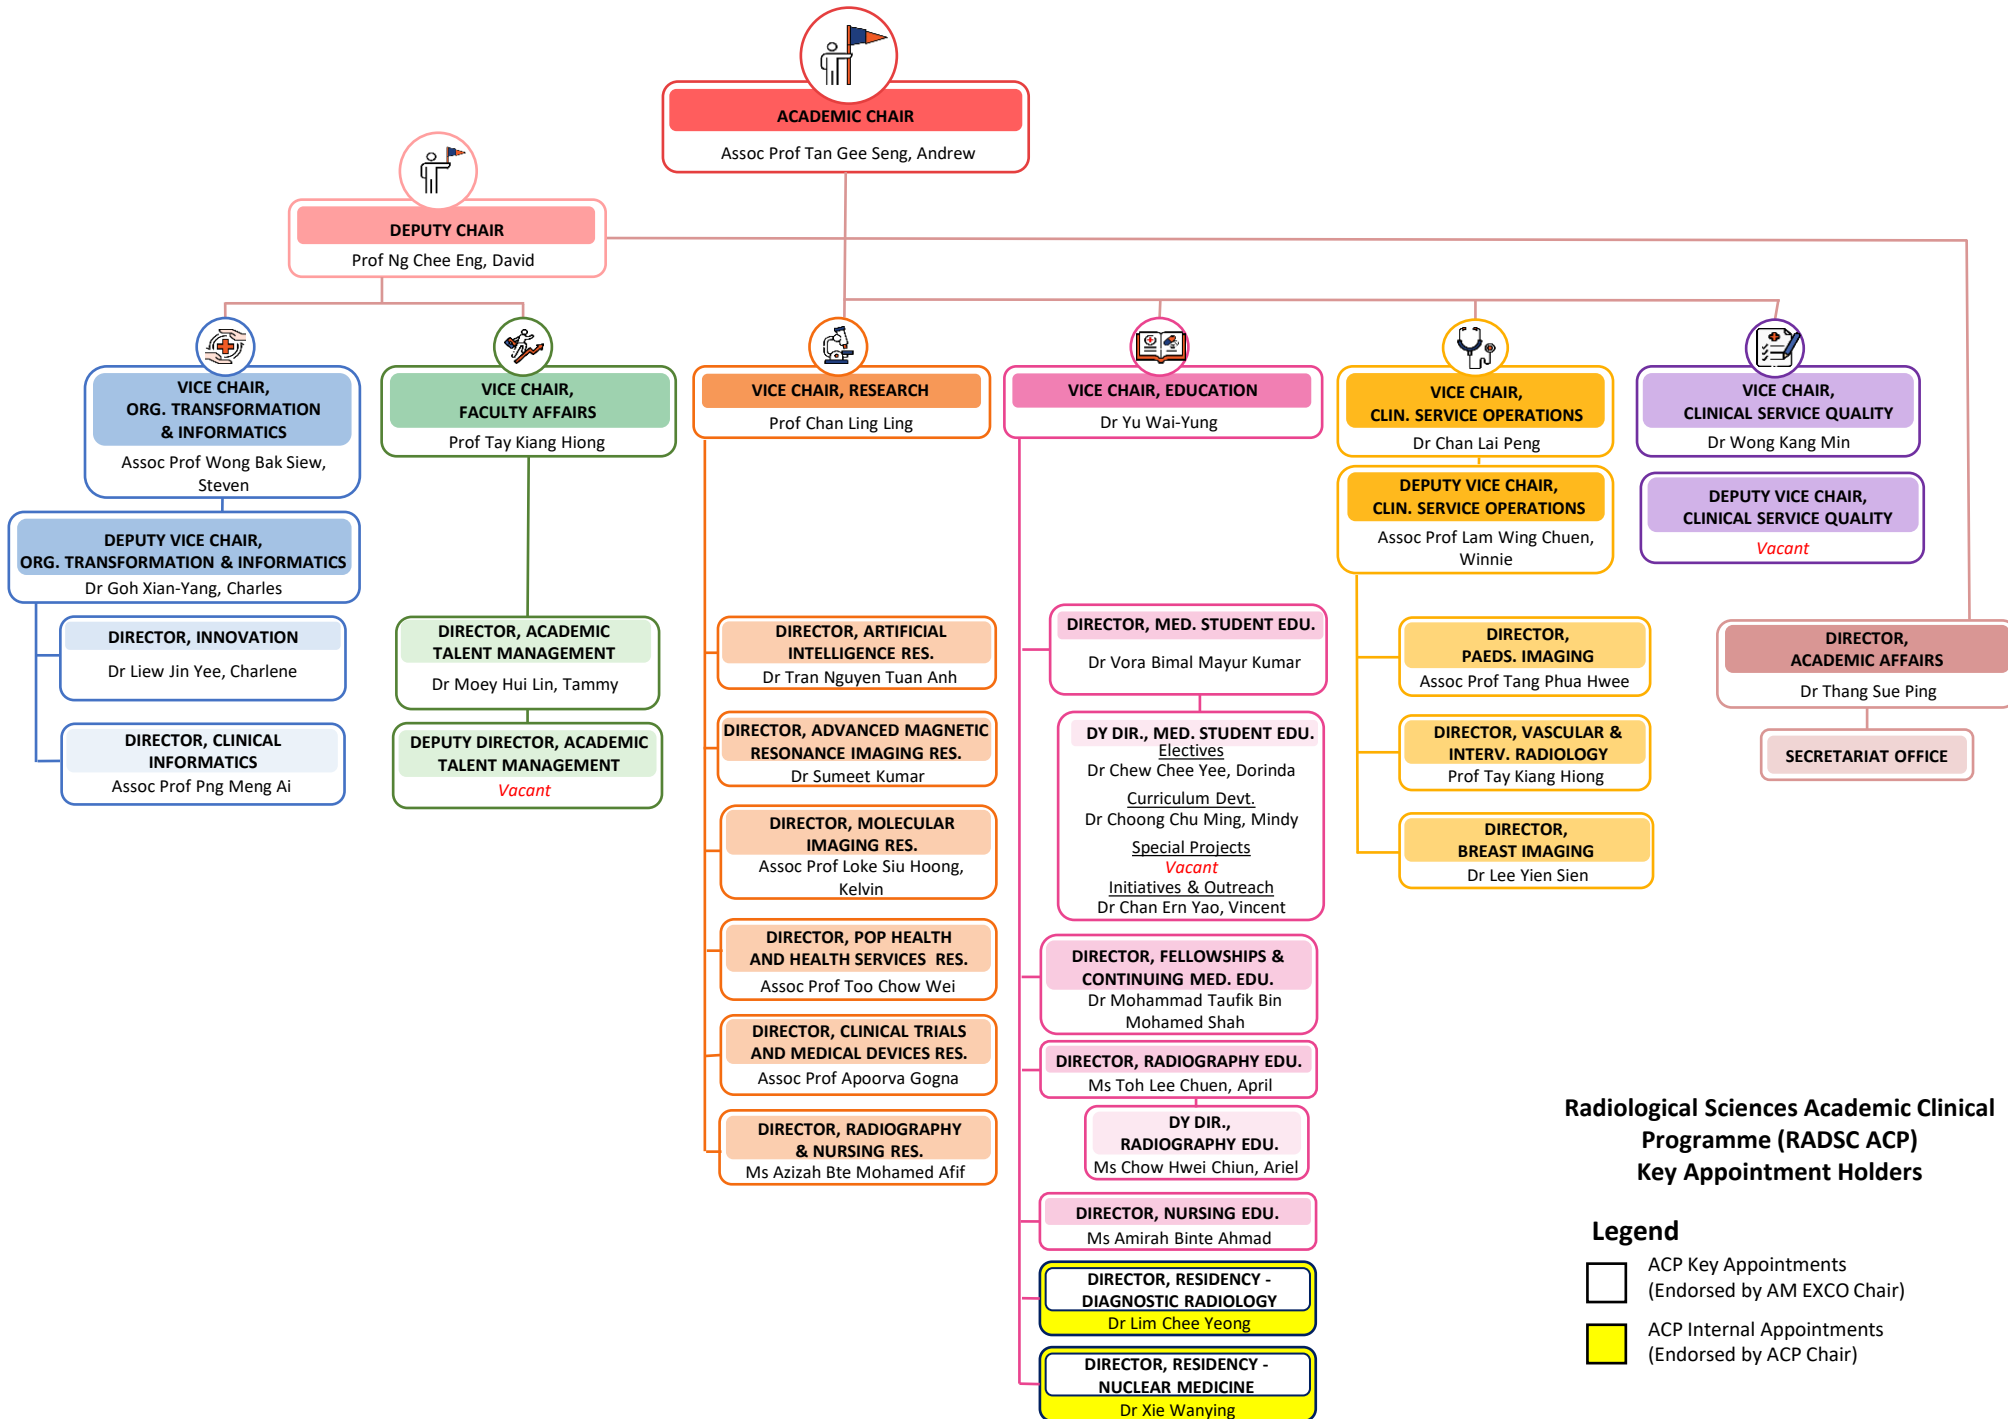 ACADEMIC CHAIR
Assoc Prof Tan Gee Seng, Andrew
DEPUTY CHAIR
Prof Ng Chee Eng, David
VICE CHAIR,
ORG. TRANSFORMATION
& INFORMATICS
Assoc Prof Wong Bak Siew,
Steven
DEPUTY VICE CHAIR,
ORG. TRANSFORMATION & INFORMATICS
Dr Goh Xian-Yang, Charles
DIRECTOR, INNOVATION
Dr Liew Jin Yee, Charlene
DIRECTOR, CLINICAL
INFORMATICS
Assoc Prof Png Meng Ai
VICE CHAIR,
FACULTY AFFAIRS
Prof Tay Kiang Hiong
DIRECTOR, ACADEMIC
TALENT MANAGEMENT
Dr Moey Hui Lin, Tammy
DEPUTY DIRECTOR, ACADEMIC
TALENT MANAGEMENT
Vacant
VICE CHAIR, RESEARCH
Prof Chan Ling Ling
DIRECTOR, ARTIFICIAL
INTELLIGENCE RES.
Dr Tran Nguyen Tuan Anh
DIRECTOR, ADVANCED MAGNETIC
RESONANCE IMAGING RES.
Dr Sumeet Kumar
DIRECTOR, MOLECULAR
IMAGING RES.
Assoc Prof Loke Siu Hoong,
Kelvin
DIRECTOR, POP HEALTH
AND HEALTH SERVICES RES.
Assoc Prof Too Chow Wei
DIRECTOR, CLINICAL TRIALS
AND MEDICAL DEVICES RES.
Assoc Prof Apoorva Gogna
DIRECTOR, RADIOGRAPHY
& NURSING RES.
Ms Azizah Bte Mohamed Afif
VICE CHAIR, EDUCATION
Dr Yu Wai-Yung
DIRECTOR, MED. STUDENT EDU.
Dr Vora Bimal Mayur Kumar
DY DIR., MED. STUDENT EDU.
Electives
Dr Chew Chee Yee, Dorinda
Curriculum Devt.
Dr Choong Chu Ming, Mindy
Special Projects
Vacant
Initiatives & Outreach
Dr Chan Ern Yao, Vincent
DIRECTOR, FELLOWSHIPS &
CONTINUING MED. EDU.
Dr Mohammad Taufik Bin
Mohamed Shah
DIRECTOR, RADIOGRAPHY EDU.
Ms Toh Lee Chuen, April
DY DIR.,
RADIOGRAPHY EDU.
Ms Chow Hwei Chiun, Ariel
DIRECTOR, NURSING EDU.
Ms Amirah Binte Ahmad
DIRECTOR, RESIDENCY -
DIAGNOSTIC RADIOLOGY
Dr Lim Chee Yeong
DIRECTOR, RESIDENCY -
NUCLEAR MEDICINE
Dr Xie Wanying
VICE CHAIR,
CLIN. SERVICE OPERATIONS
Dr Chan Lai Peng
DEPUTY VICE CHAIR,
CLIN. SERVICE OPERATIONS
Assoc Prof Lam Wing Chuen,
Winnie
DIRECTOR,
PAEDS. IMAGING
Assoc Prof Tang Phua Hwee
DIRECTOR, VASCULAR &
INTERV. RADIOLOGY
Prof Tay Kiang Hiong
DIRECTOR,
BREAST IMAGING
Dr Lee Yien Sien
VICE CHAIR,
CLINICAL SERVICE QUALITY
Dr Wong Kang Min
DEPUTY VICE CHAIR,
CLINICAL SERVICE QUALITY
Vacant
DIRECTOR,
ACADEMIC AFFAIRS
Dr Thang Sue Ping
SECRETARIAT OFFICE
Radiological Sciences Academic Clinical
Programme (RADSC ACP)
Key Appointment Holders
Legend
ACP Key Appointments
(Endorsed by AM EXCO Chair)
ACP Internal Appointments
(Endorsed by ACP Chair)